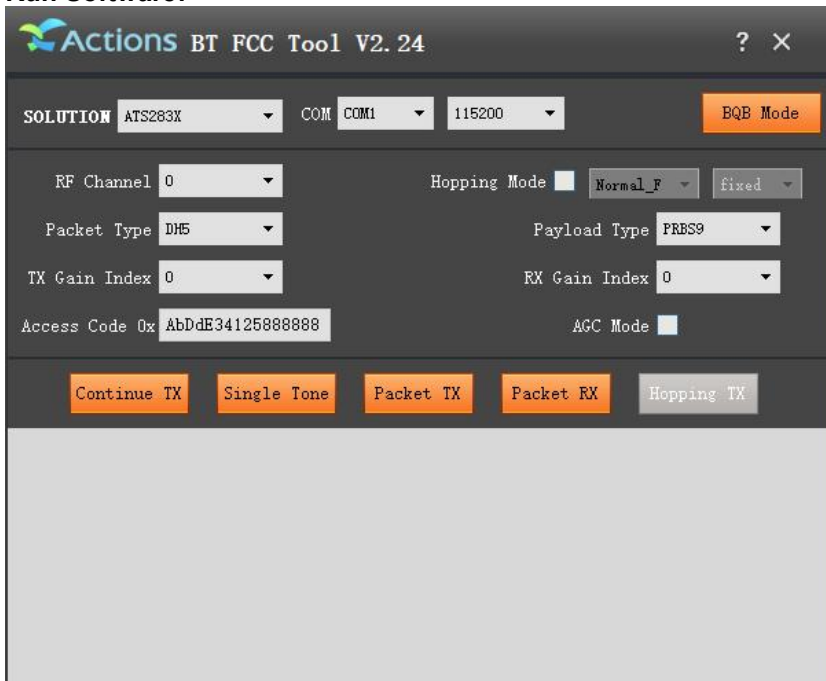 Actions BT FCC Tool V2.24 ? ×
SOLUTION ATS283X COM COM1 115200 BQB Mode
RF Channel 0 Hopping Mode Normal_F fixed
Packet Type DH5 Payload Type PRBS9
TX Gain Index 0 RX Gain Index 0
Access Code 0x AbDdE34125888888 AGC Mode
Continue TX Single Tone Packet TX Packet RX Hopping TX